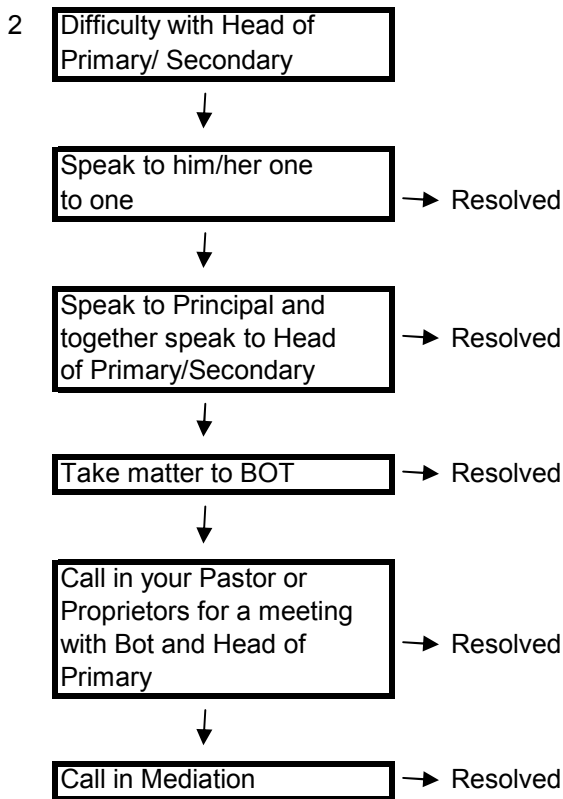 2 Difficulty with Head of
Primary/ Secondary
Speak to him/her one
to one Resolved
Speak to Principal and
together speak to Head Resolved
of Primary/Secondary
Take matter to BOT Resolved
Call in your Pastor or
Proprietors for a meeting
with Bot and Head of Resolved
Primary
Call in Mediation Resolved